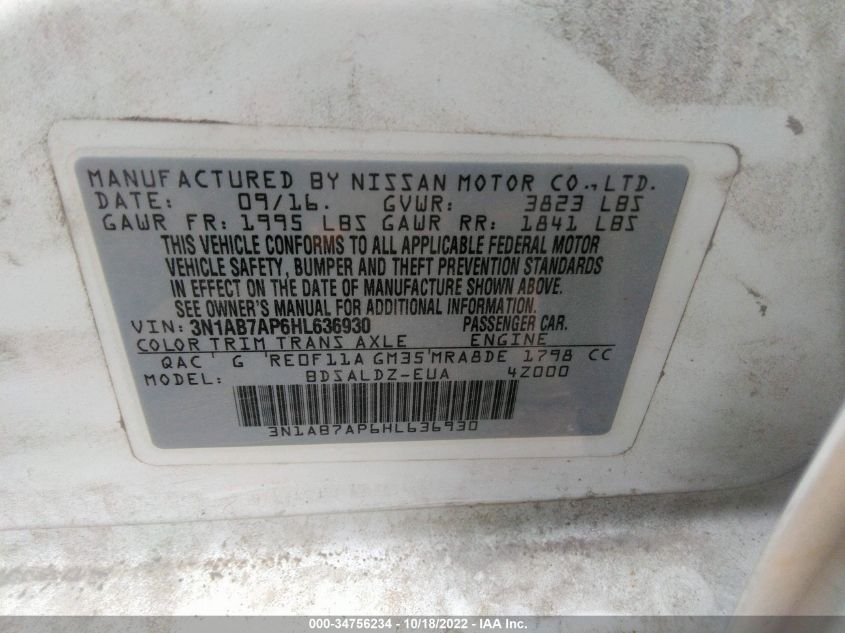 MANUFACTURED BY NISSAN MOTOR CO.,LTD.
DATE: 09/16. GVWR: 3823 LBS
GAWR FR: 1995 LBS GAWR RR: 1841 LBS
THIS VEHICLE CONFORMS TO ALL APPLICABLE FEDERAL MOTOR
VEHICLE SAFETY, BUMPER AND THEFT PREVENTION STANDARDS
IN EFFECT ON THE DATE OF MANUFACTURE SHOWN ABOVE.
SEE OWNER'S MANUAL FOR ADDITIONAL INFORMATION.
VIN: 3N1AB7AP6HL636930 PASSENGER CAR.
COLOR TRIM TRANS AXLE ENGINE
QAC G RE0F11A GM35 MRA8DE 1798 CC
MODEL: BDSALDZ-EUA 4Z000
3N1AB7AP6HL636930
000-34756234 | 10/18/2022 - IAA Inc.